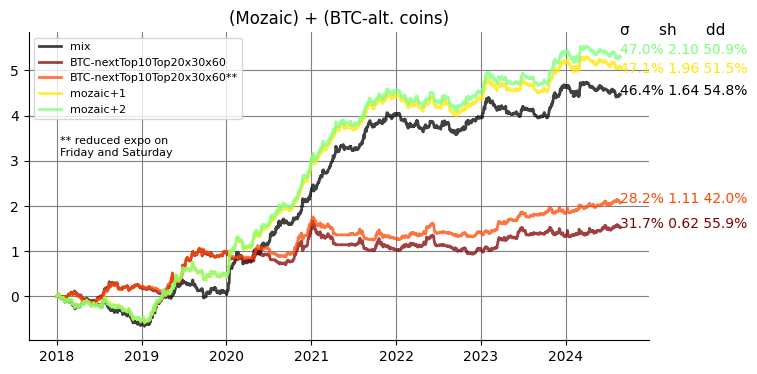 (Mozaic) + (BTC-alt. coins)
σ sh dd
mix
BTC-nextTop10Top20x30x60
BTC-nextTop10Top20x30x60**
mozaic+1
mozaic+2
** reduced expo on
Friday and Saturday
47.0% 2.10 50.9%
47.1% 1.96 51.5%
46.4% 1.64 54.8%
28.2% 1.11 42.0%
31.7% 0.62 55.9%
5
4
3
2
1
0
2018 2019 2020 2021 2022 2023 2024